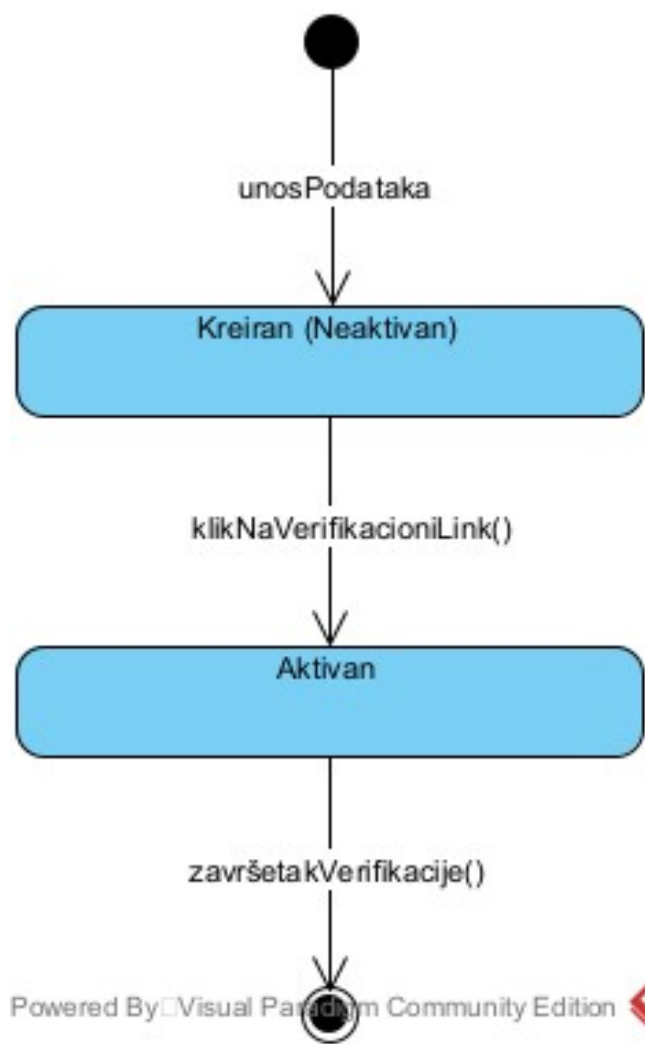 unosPodataka
Kreiran (Neaktivan)
klikNaVerifikacioniLink()
Aktivan
završetakVerifikacije()
Powered By Visual Paradigm Community Edition